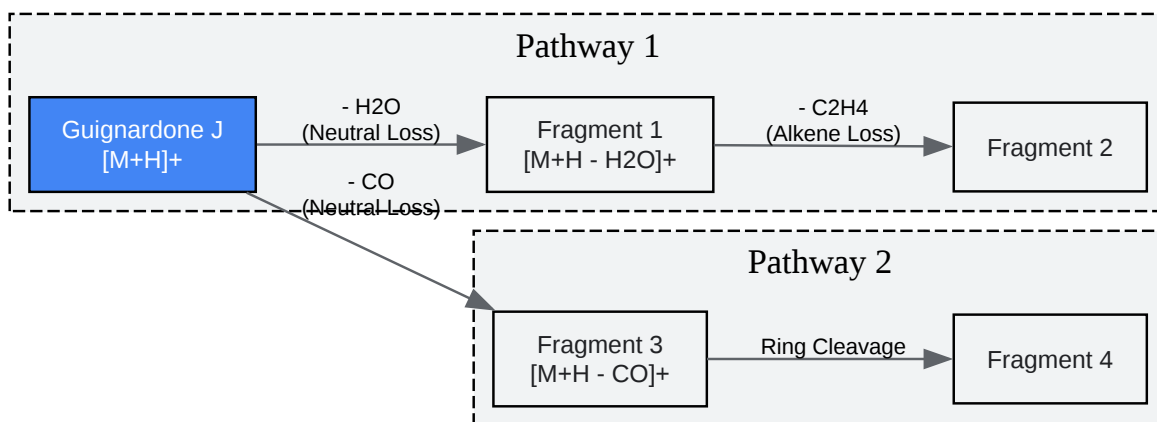 Pathway 1
Guignardone J
[M+H]+
- H2O
(Neutral Loss)
Fragment 1
[M+H - H2O]+
- C2H4
(Alkene Loss)
Fragment 2
- CO
(Neutral Loss)
Pathway 2
Fragment 3
[M+H - CO]+
Ring Cleavage
Fragment 4